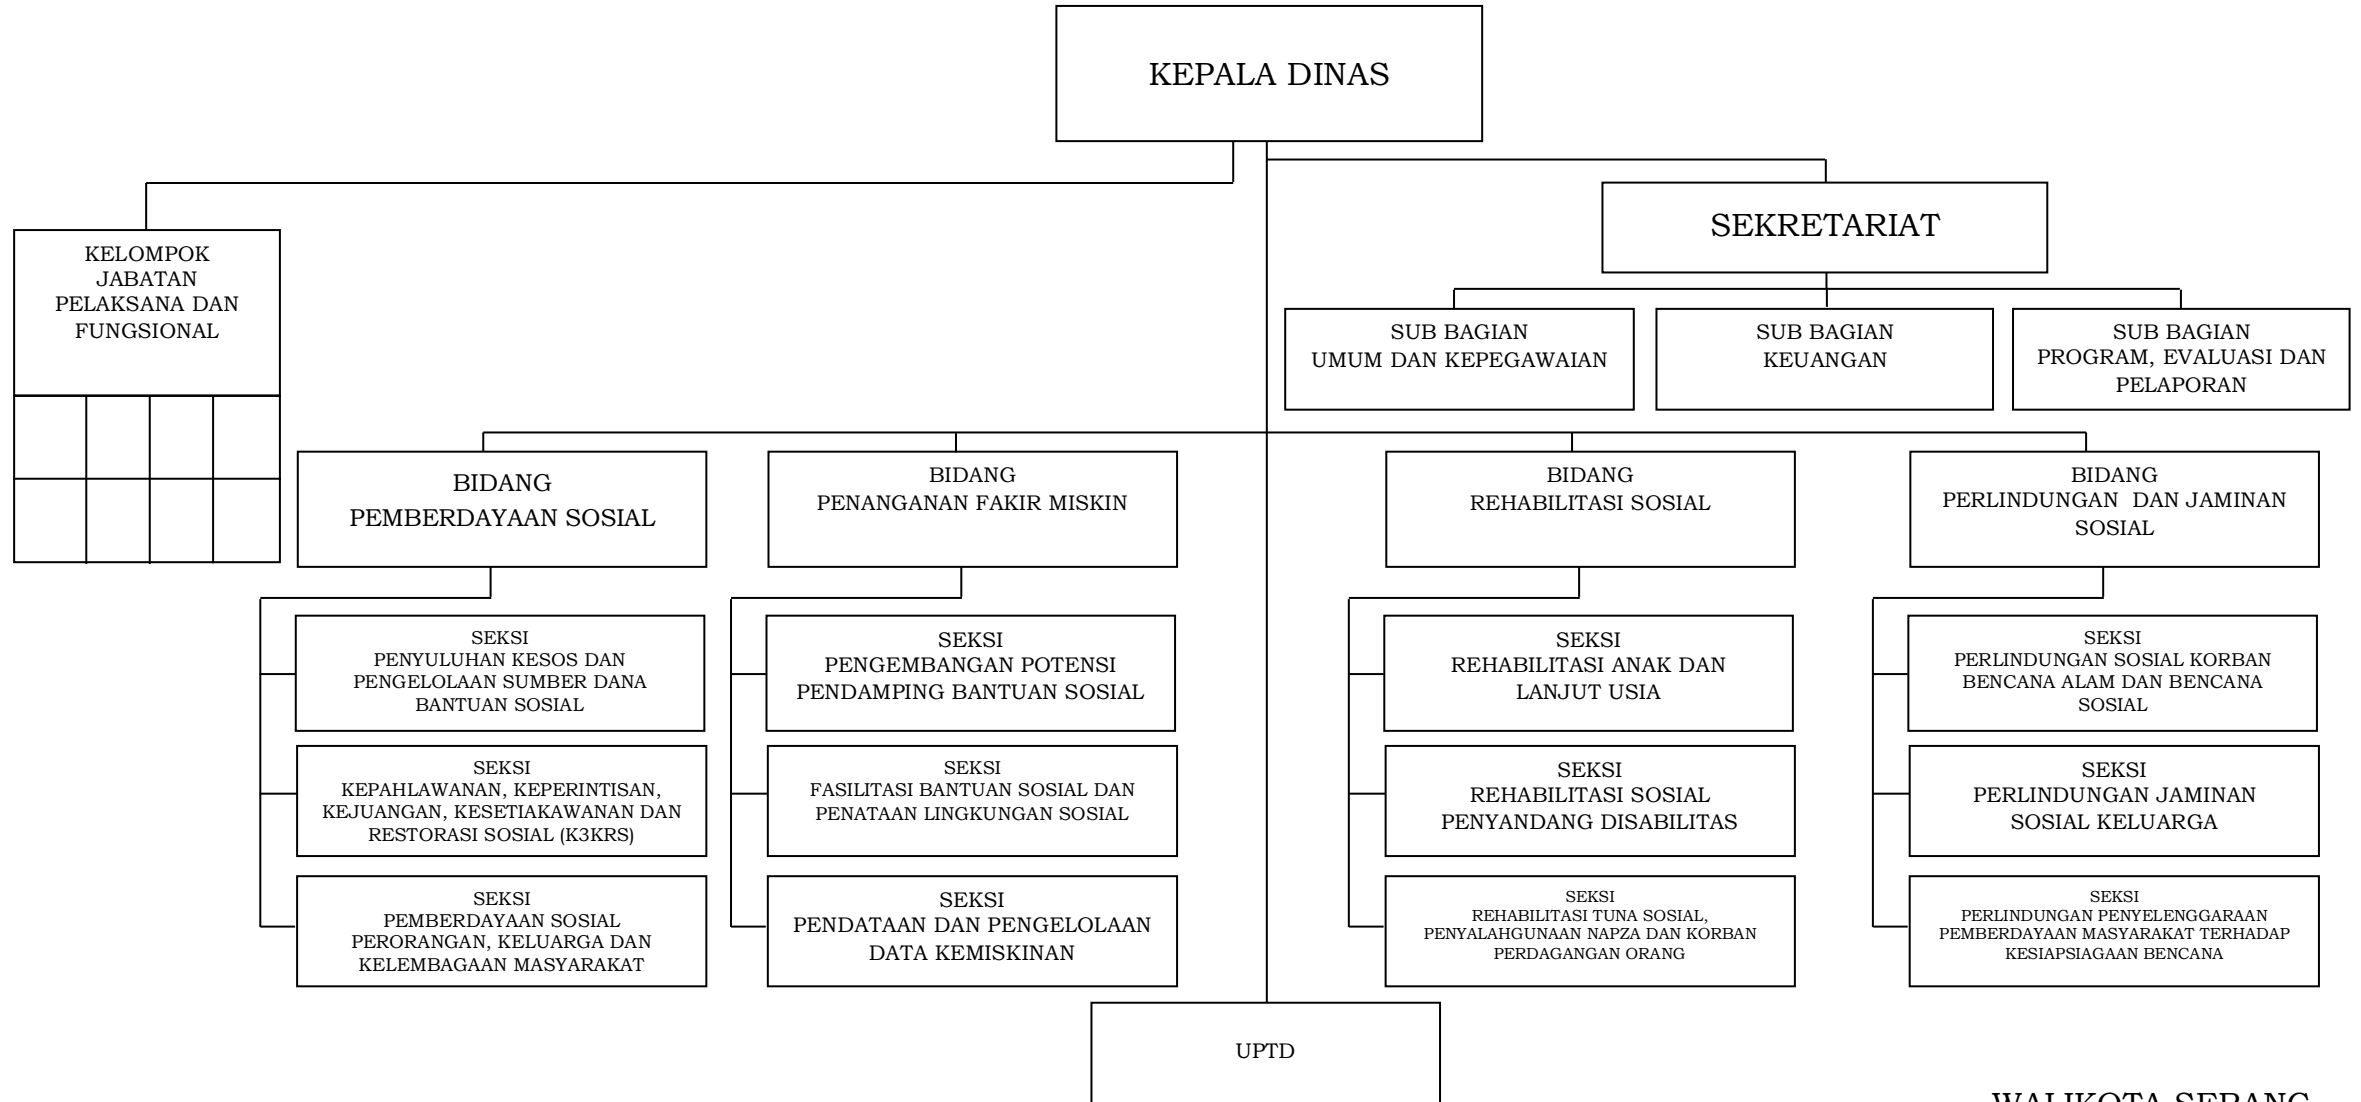 KEPALA DINAS
SEKRETARIAT
KELOMPOK
JABATAN
PELAKSANA DAN
FUNGSIONAL
SUB BAGIAN
UMUM DAN KEPEGAWAIAN
SUB BAGIAN
KEUANGAN
SUB BAGIAN
PROGRAM, EVALUASI DAN
PELAPORAN
BIDANG
PEMBERDAYAAN SOSIAL
BIDANG
PENANGANAN FAKIR MISKIN
BIDANG
REHABILITASI SOSIAL
BIDANG
PERLINDUNGAN DAN JAMINAN
SOSIAL
SEKSI
PENYULUHAN KESOS DAN
PENGELOLAAN SUMBER DANA
BANTUAN SOSIAL
SEKSI
PENGEMBANGAN POTENSI
PENDAMPING BANTUAN SOSIAL
SEKSI
REHABILITASI ANAK DAN
LANJUT USIA
SEKSI
PERLINDUNGAN SOSIAL KORBAN
BENCANA ALAM DAN BENCANA
SOSIAL
SEKSI
KEPAHLAWANAN, KEPERINTISAN,
KEJUANGAN, KESETIAKAWANAN DAN
RESTORASI SOSIAL (K3KRS)
SEKSI
FASILITASI BANTUAN SOSIAL DAN
PENATAAN LINGKUNGAN SOSIAL
SEKSI
REHABILITASI SOSIAL
PENYANDANG DISABILITAS
SEKSI
PERLINDUNGAN JAMINAN
SOSIAL KELUARGA
SEKSI
PEMBERDAYAAN SOSIAL
PERORANGAN, KELUARGA DAN
KELEMBAGAAN MASYARAKAT
SEKSI
PENDATAAN DAN PENGELOLAAN
DATA KEMISKINAN
SEKSI
REHABILITASI TUNA SOSIAL,
PENYALAHGUNAAN NAPZA DAN KORBAN
PERDAGANGAN ORANG
SEKSI
PERLINDUNGAN PENYELENGGARAAN
PEMBERDAYAAN MASYARAKAT TERHADAP
KESIAPSIAGAAN BENCANA
UPTD
WALIKOTA SERANG